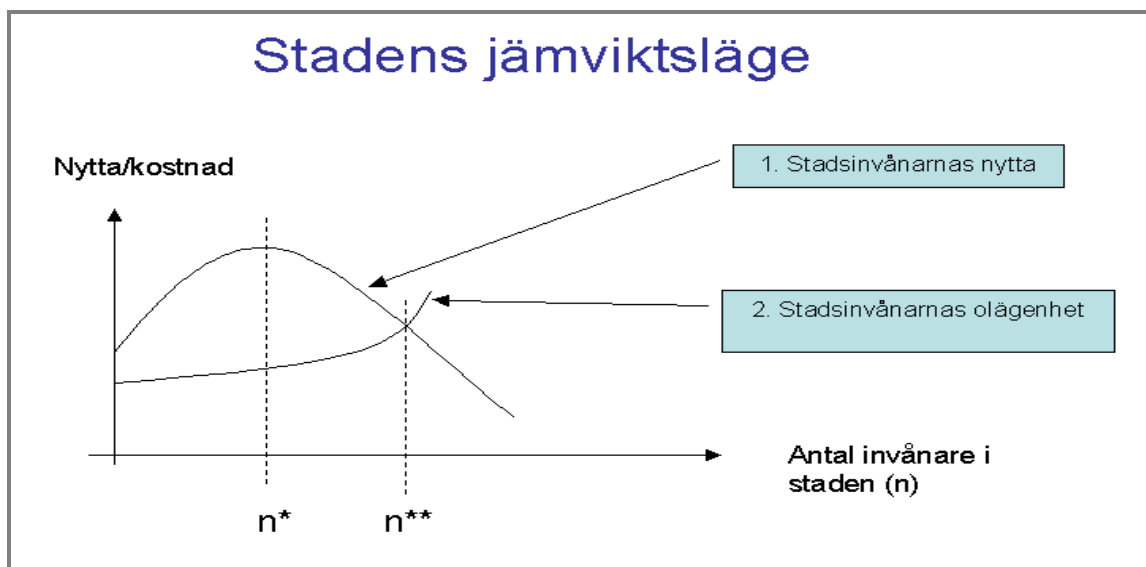 Stadens jämviktsläge
Nytta/kostnad
1. Stadsinvånarnas nytta
2. Stadsinvånarnas olägenhet
Antal invånare i
staden (n)
n*
n**